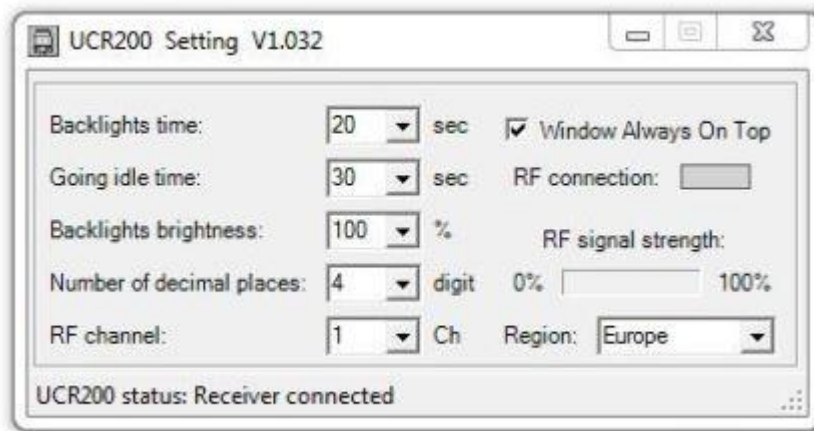 UCR200 Setting V1.032
Backlights time: 20 sec Window Always On Top
Going idle time: 30 sec RF connection:
Backlights brightness: 100 % RF signal strength:
Number of decimal places: 4 digit 0% 100%
RF channel: 1 Ch Region: Europe
UCR200 status: Receiver connected